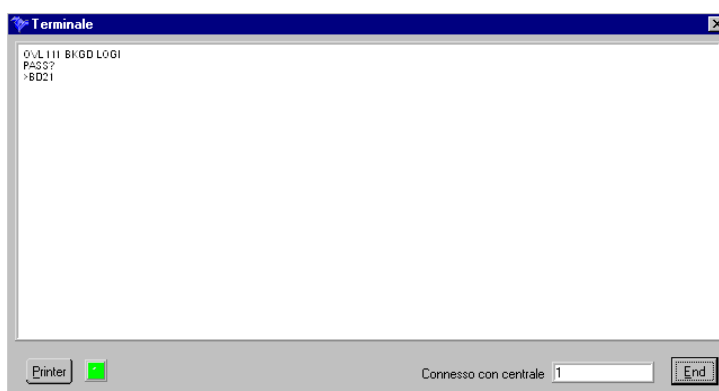 Terminale
OVL111 BKGD LOGI
PASS?
>BD21
Printer
Connesso con centrale 1 End